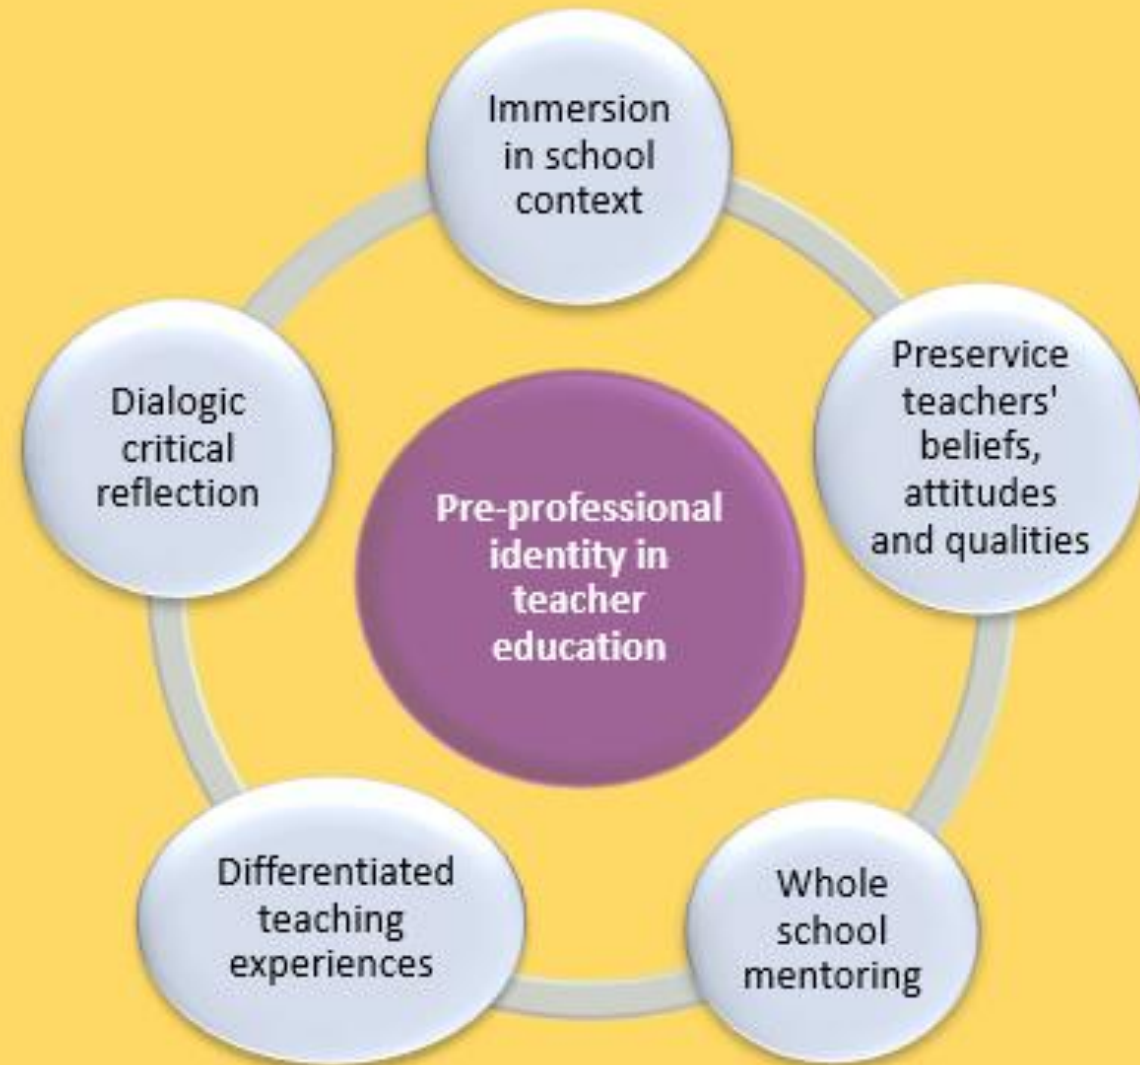 Immersion
in school
context
Preservice
teachers'
beliefs,
attitudes
and qualities
Dialogic
critical
reflection
Pre-professional
identity in
teacher
education
Differentiated
teaching
experiences
Whole
school
mentoring